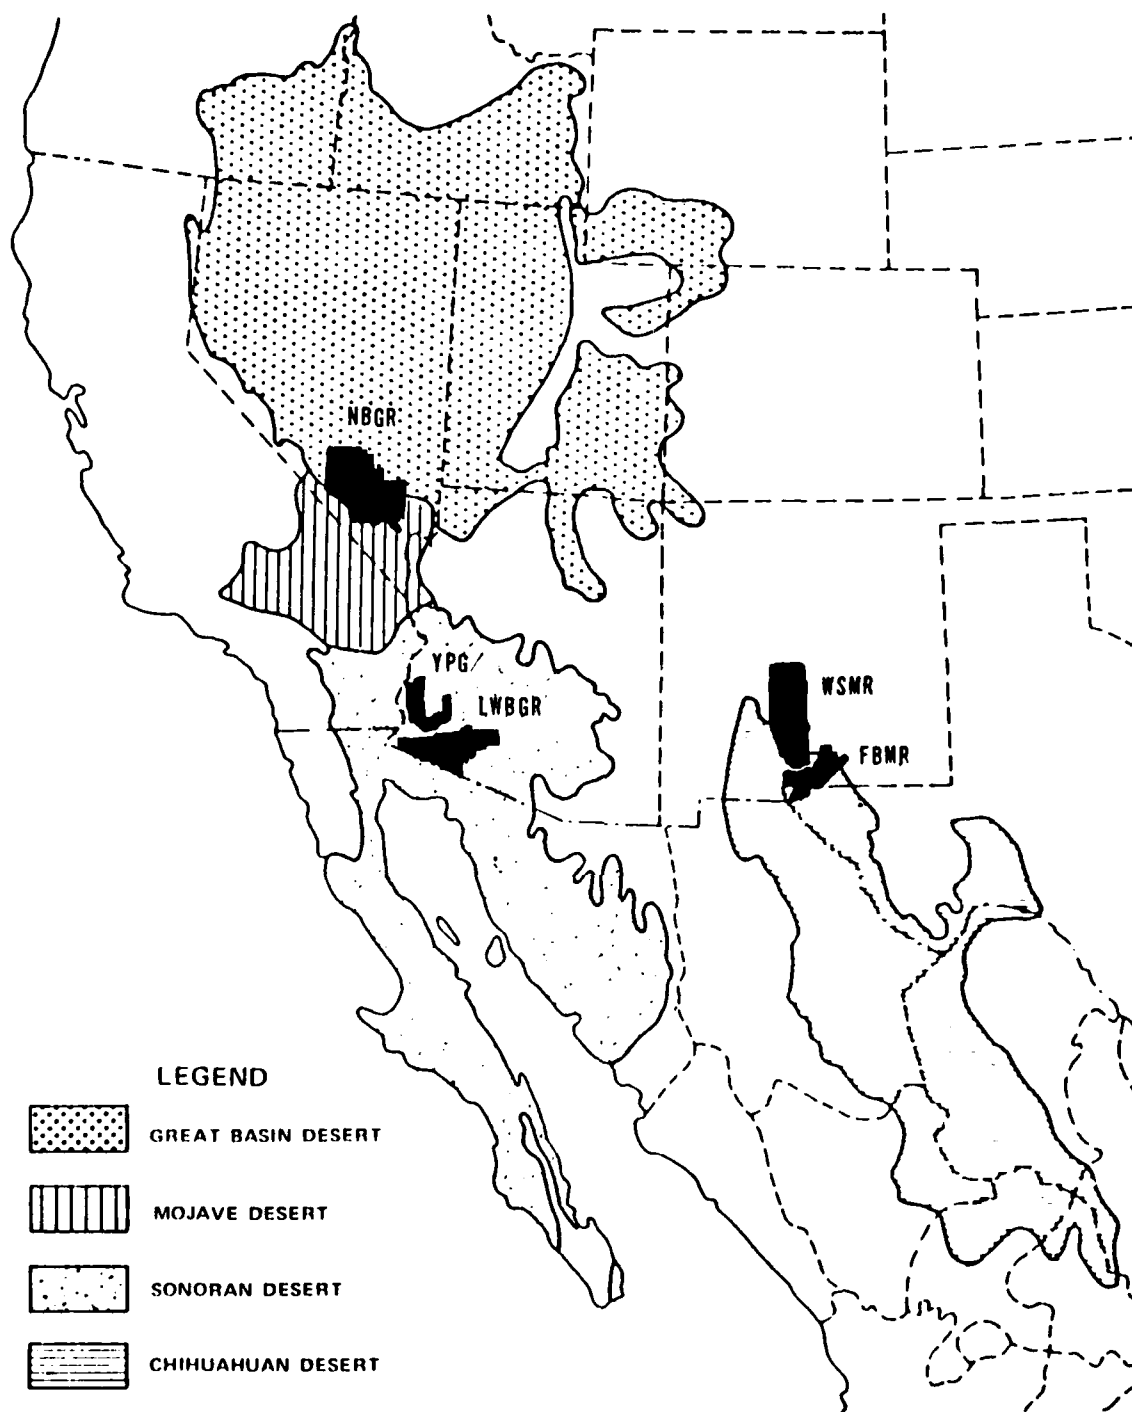 NBGR
YPG/
LWBGR
WSMR
FBMR
LEGEND
GREAT BASIN DESERT
MOJAVE DESERT
SONORAN DESERT
CHIHUAHUAN DESERT